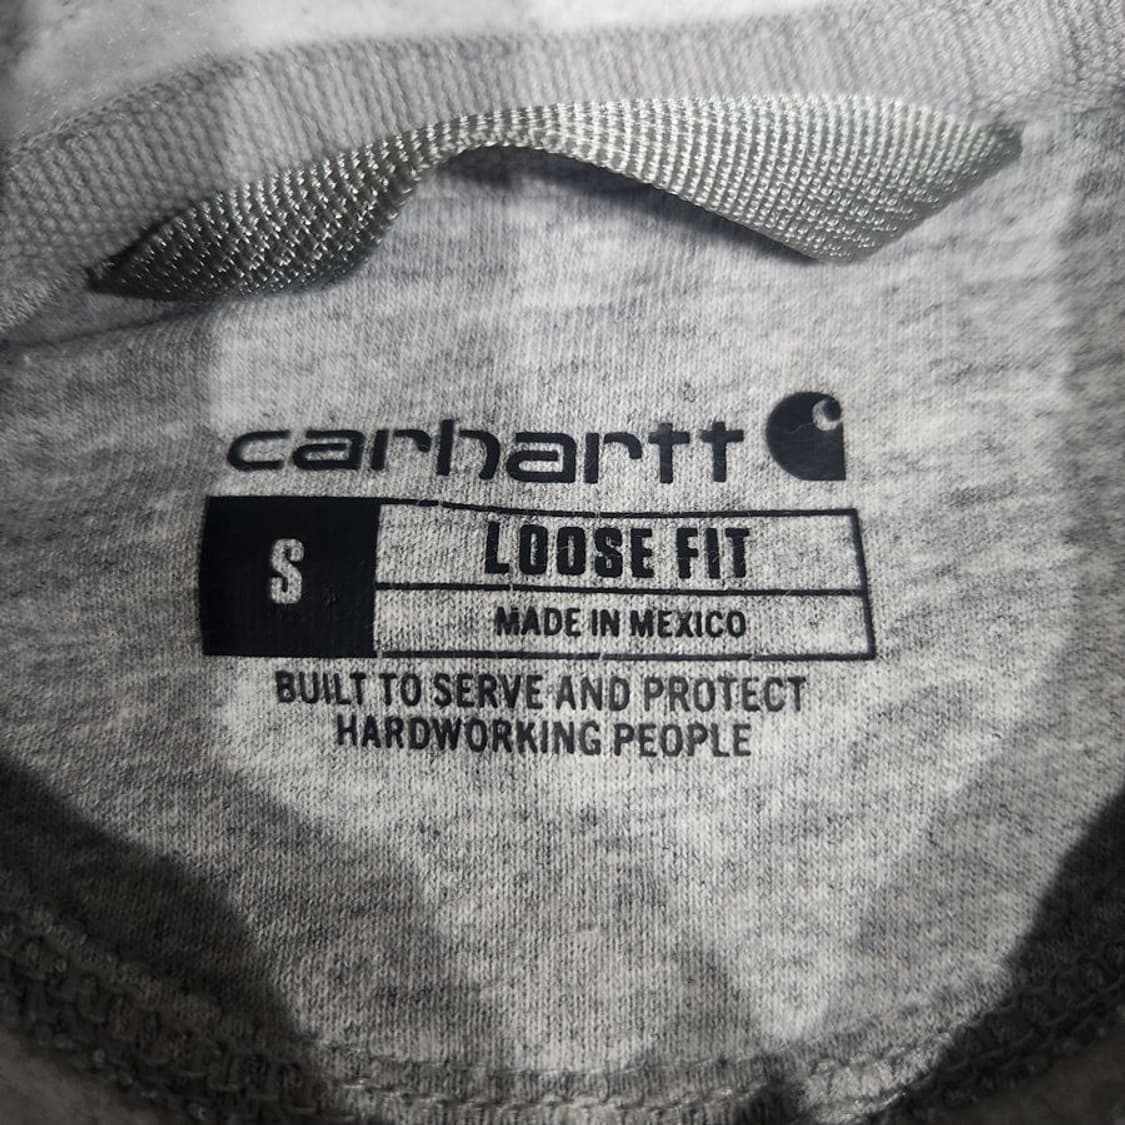 carhartt
S
LOOSE FIT
MADE IN MEXICO
BUILT TO SERVE AND PROTECT
HARDWORKING PEOPLE